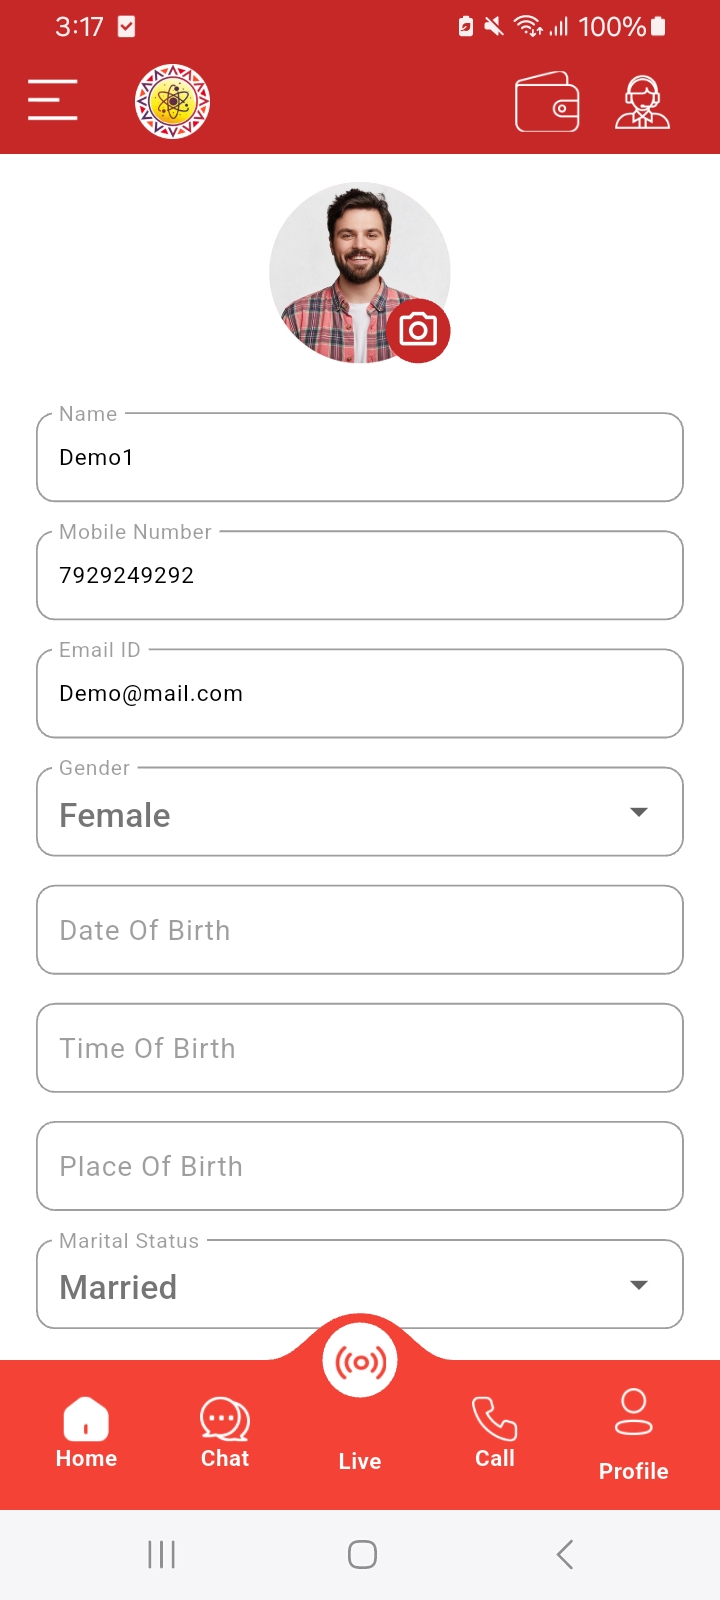 3:17
100%
Name
Demo1
Mobile Number
7929249292
Email ID
Demo@mail.com
Gender
Female
Date Of Birth
Time Of Birth
Place Of Birth
Marital Status
Married
Home
Chat
Live
Call
Profile